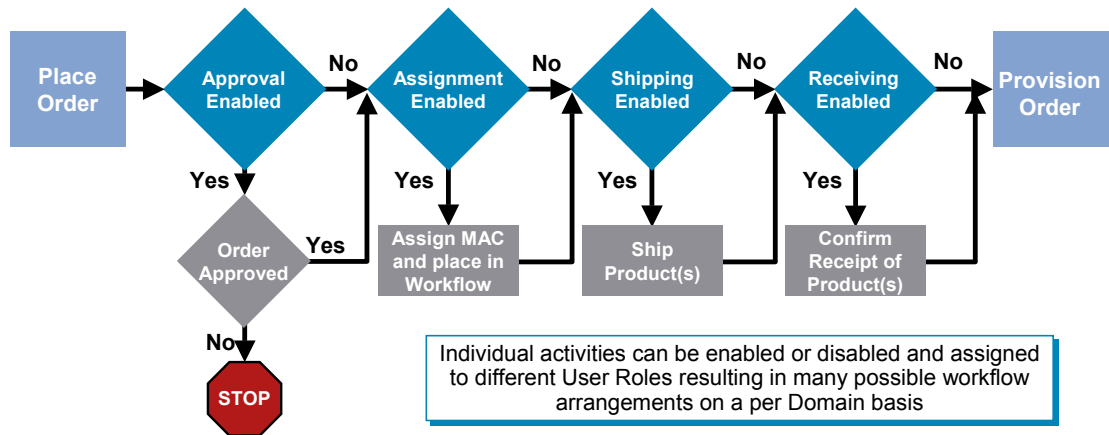 Place
Order
Approval
Enabled
No
Assignment
Enabled
No
Shipping
Enabled
No
Receiving
Enabled
No
Provision
Order
Yes
Yes
Yes
Yes
Order
Approved
Yes
Assign MAC
and place in
Workflow
Ship
Product(s)
Confirm
Receipt of
Product(s)
No
STOP
Individual activities can be enabled or disabled and assigned
to different User Roles resulting in many possible workflow
arrangements on a per Domain basis